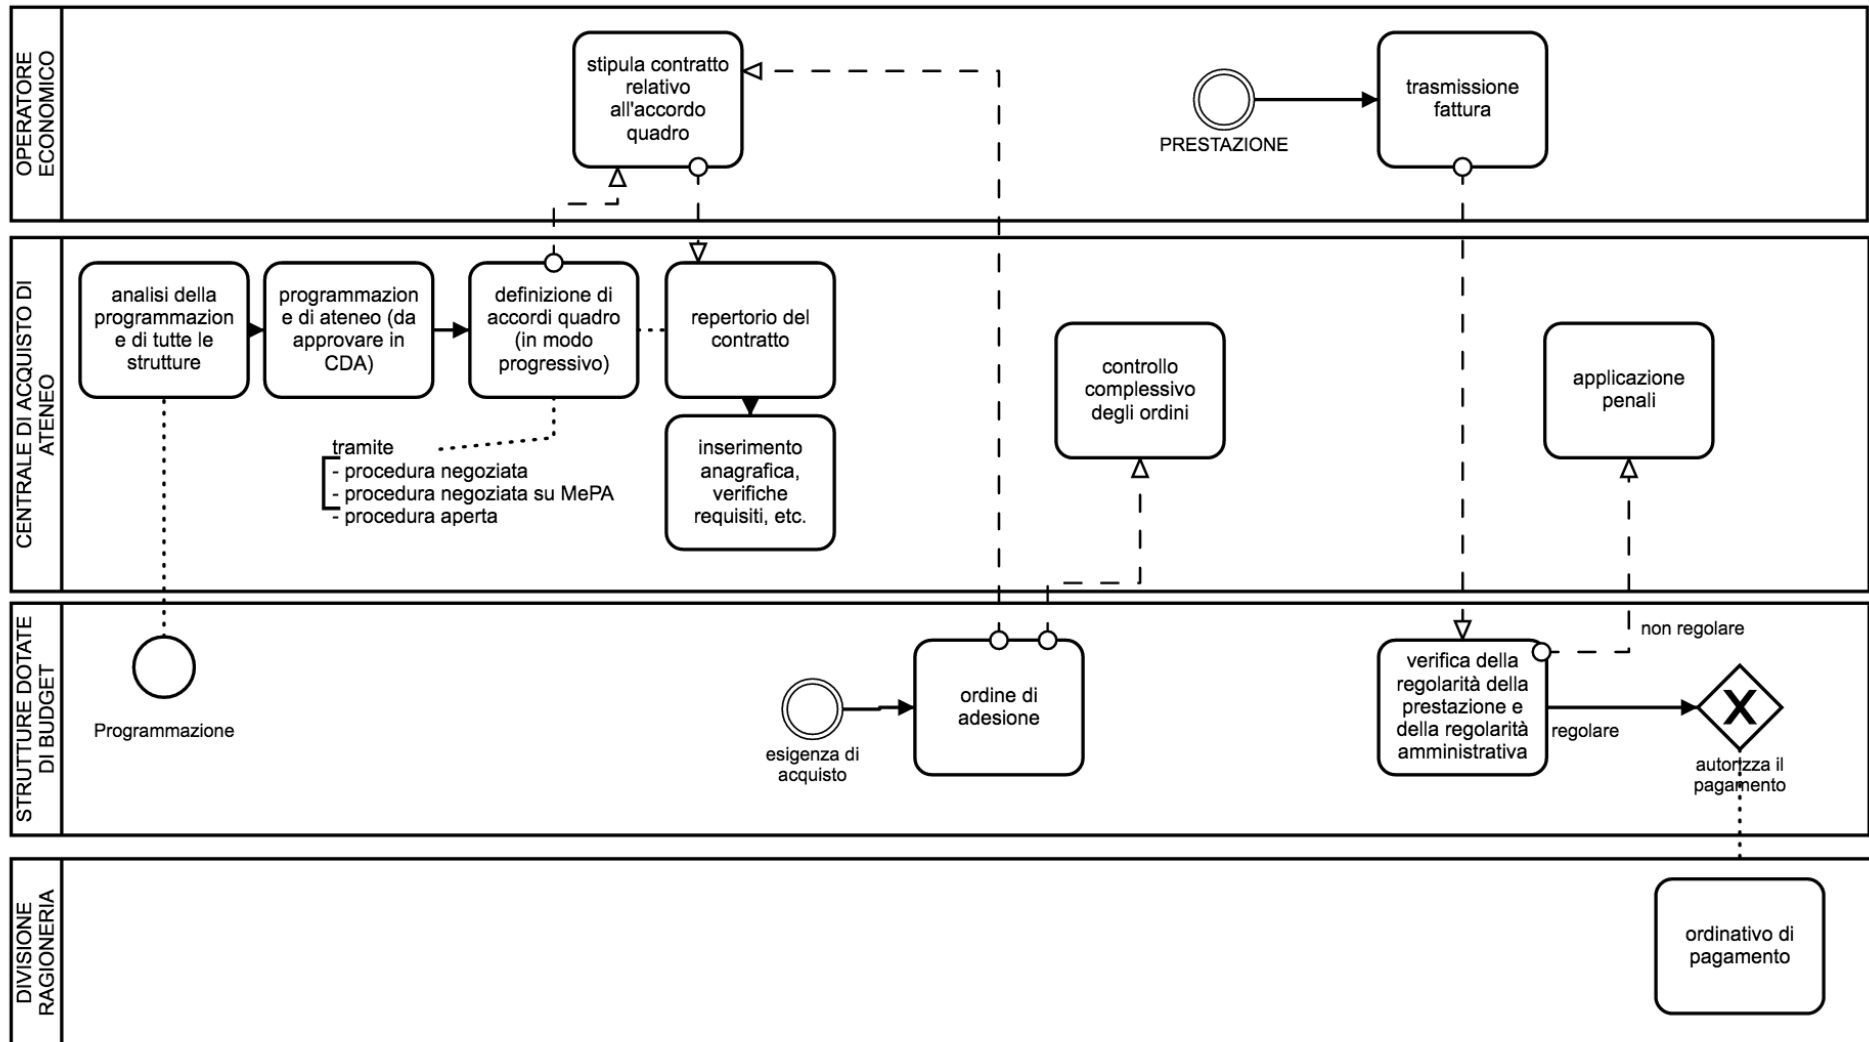 OPERATORE
ECONOMICO
stipula contratto
relativo
all'accordo
quadro
PRESTAZIONE
trasmissione
fattura
CENTRALE DI ACQUISTO DI
ATENEO
analisi della
programmazion
e di tutte le
strutture
programmazion
e di ateneo (da
approvare in
CDA)
definizione di
accordi quadro
(in modo
progressivo)
repertorio del
contratto
tramite
- procedura negoziata
- procedura negoziata su MePA
- procedura aperta
inserimento
anagrafica,
verifiche
requisiti, etc.
controllo
complessivo
degli ordini
applicazione
penali
STRUTTURE DOTATE
DI BUDGET
Programmazione
esigenza di
acquisto
ordine di
adesione
verifica della
regolarità della
prestazione e
della regolarità
amministrativa
non regolare
regolare
X
autorizza il
pagamento
DIVISIONE
RAGIONERIA
ordinativo di
pagamento